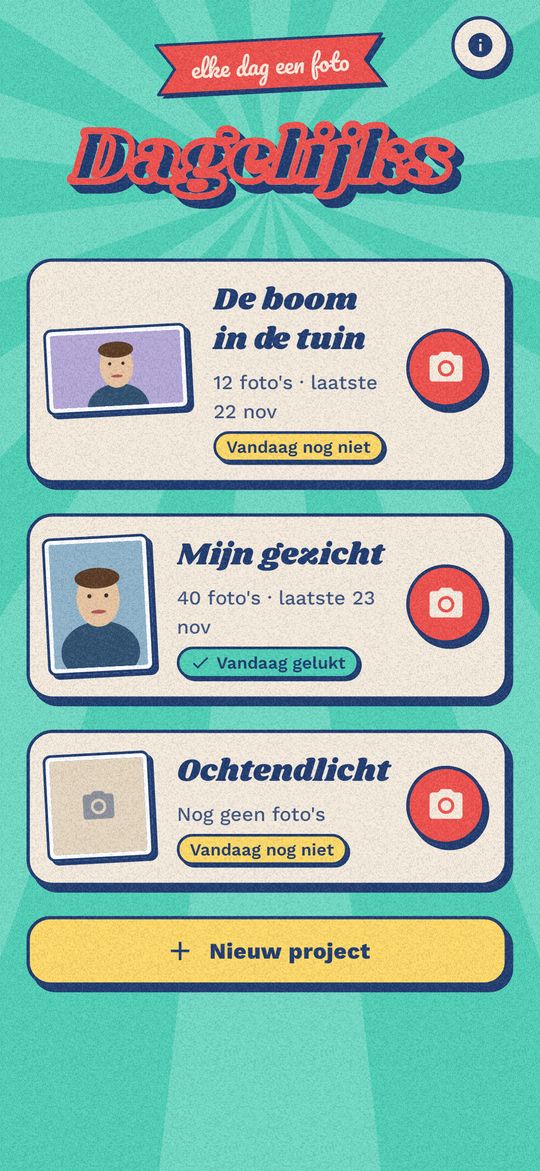 elke dag een foto
Dagelijks
De boom
in de tuin
12 foto's · laatste
22 nov
Vandaag nog niet
Mijn gezicht
40 foto's · laatste 23
nov
Vandaag gelukt
Ochtendlicht
Nog geen foto's
Vandaag nog niet
Nieuw project